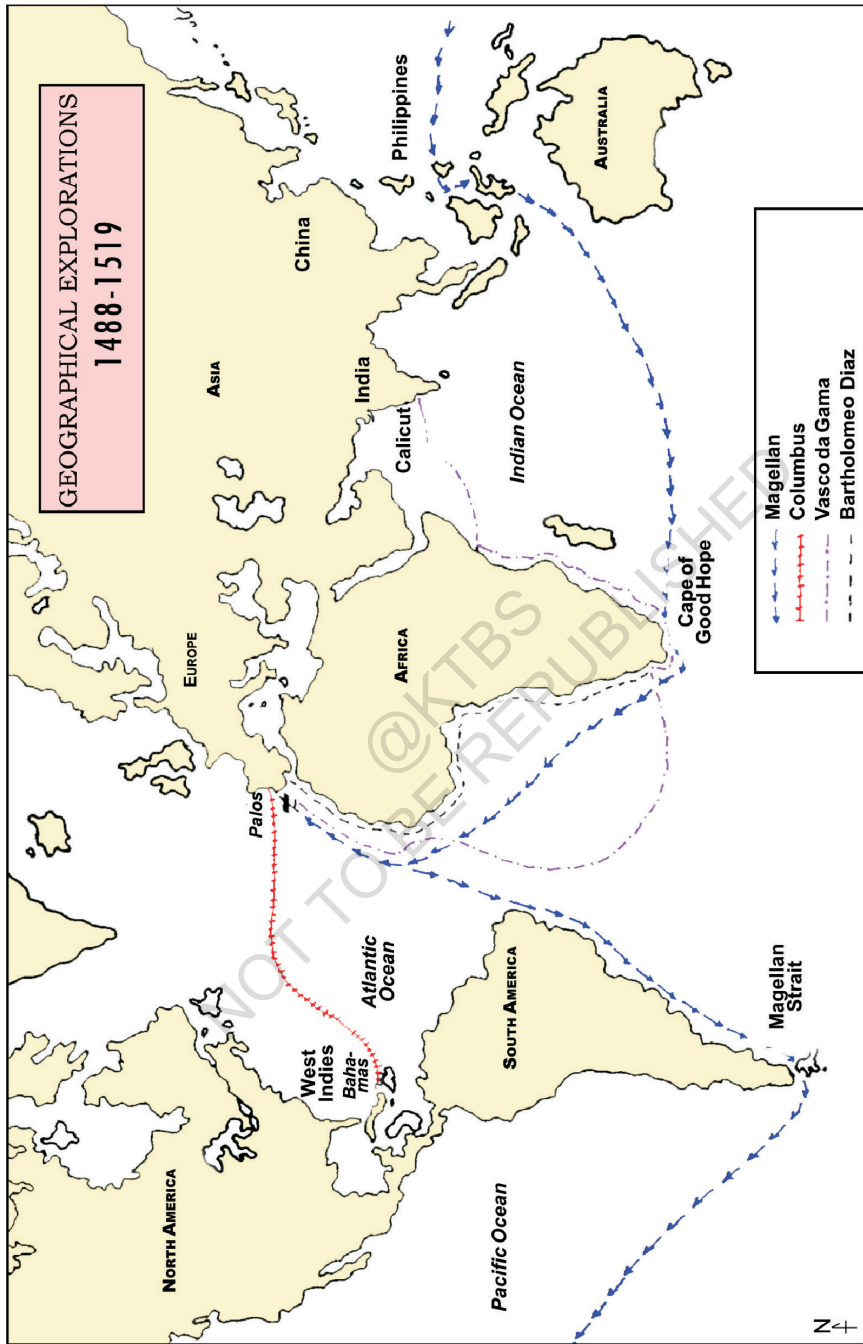 GEOGRAPHICAL EXPLORATIONS
1488-1519
NORTH AMERICA
EUROPE
ASIA
China
India
Calicut
Philippines
Palos
West
Indies
Baha-
mas
Atlantic
Ocean
AFRICA
Indian Ocean
AUSTRALIA
SOUTH AMERICA
Pacific Ocean
Cape of
Good Hope
Magellan
Strait
Magellan
Columbus
Vasco da Gama
Bartholomeo Diaz
N
@KTBS
NOT TO BE REPUBLISHED